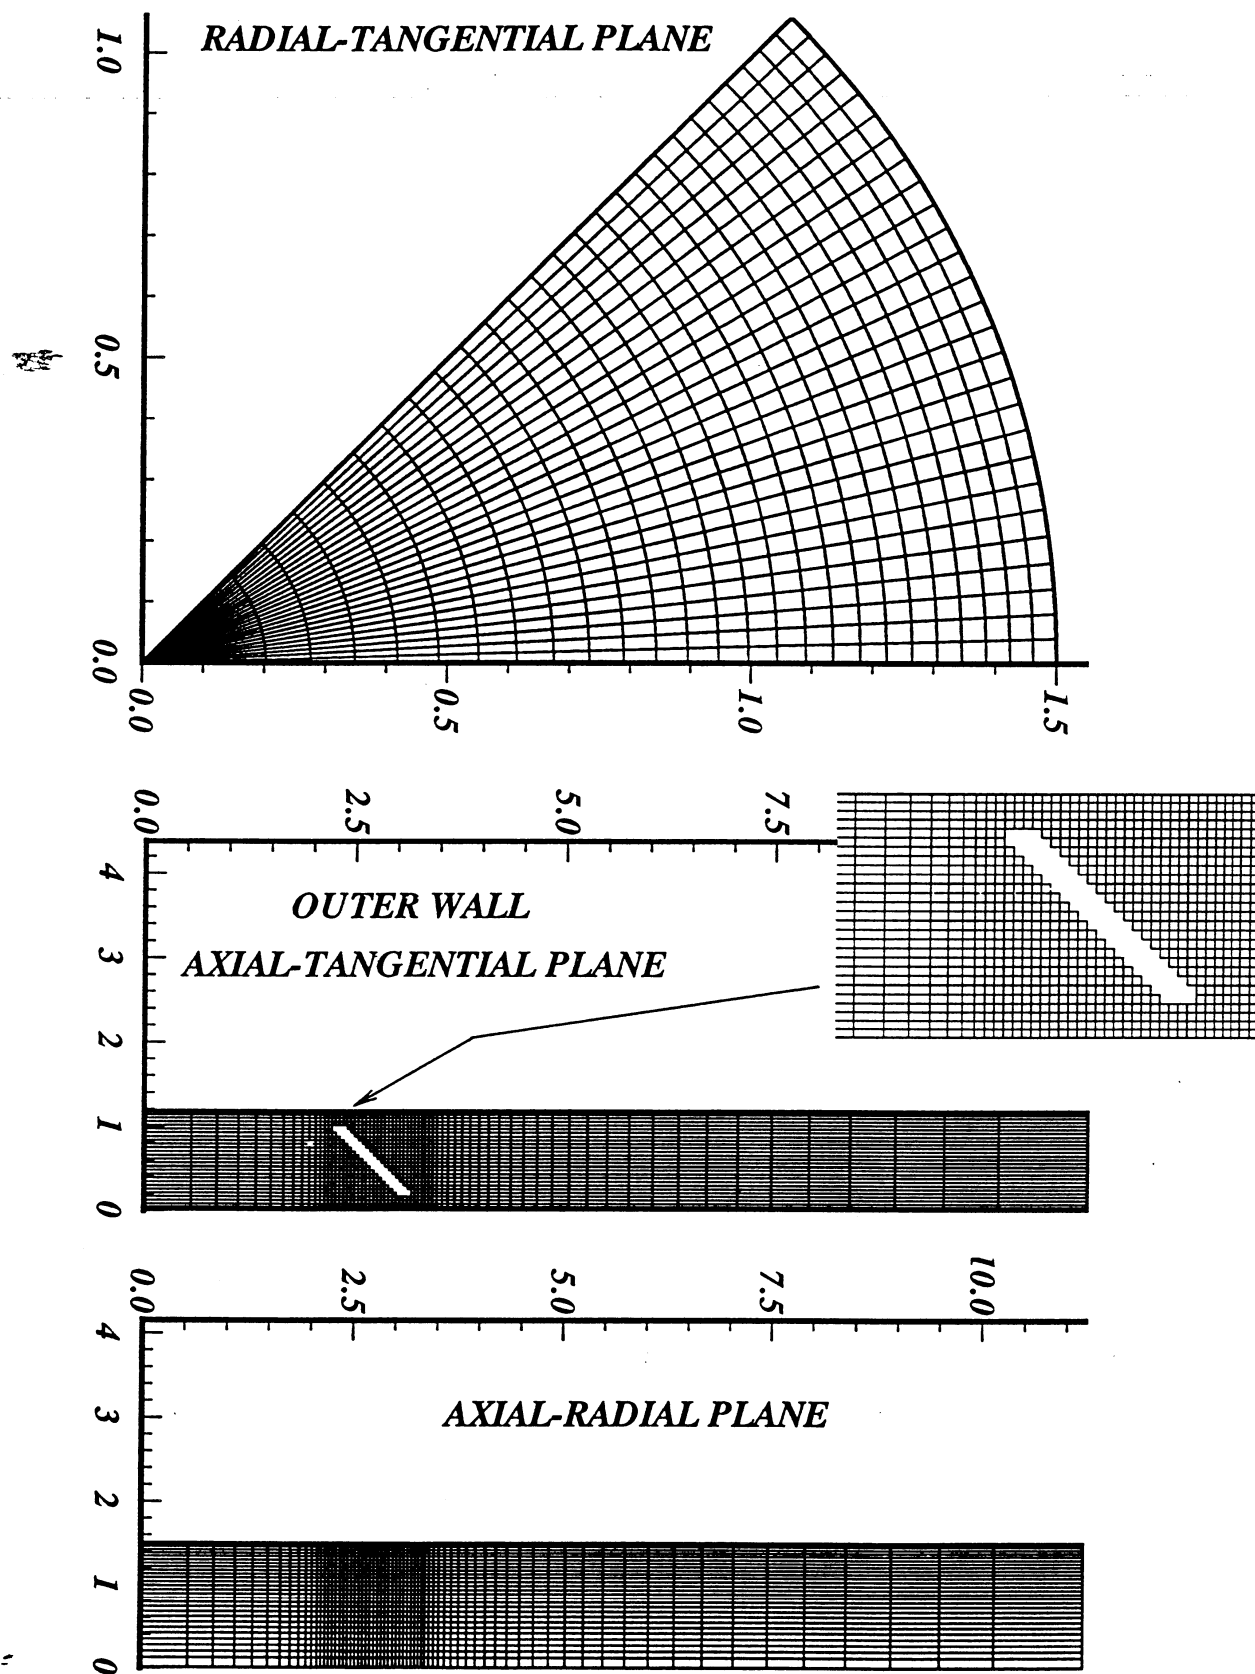 RADIAL-TANGENTIAL PLANE
1.0
0.5
0.0
0.0 0.5 1.0 1.5
0.0 2.5 5.0 7.5
4
OUTER WALL
AXIAL-TANGENTIAL PLANE
3
2
1
0
0.0 2.5 5.0 7.5 10.0
4
AXIAL-RADIAL PLANE
3
2
1
0